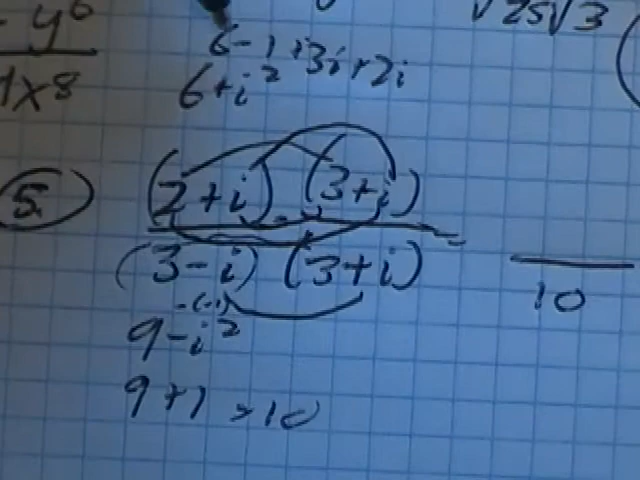 - y⁶
x8
√25√3
6-1+3i+2i
6+i²
5.
(2+i) (3+i)
(3-i) (3+i)
=
10
-(-1)
9-i²
9+1 > 10